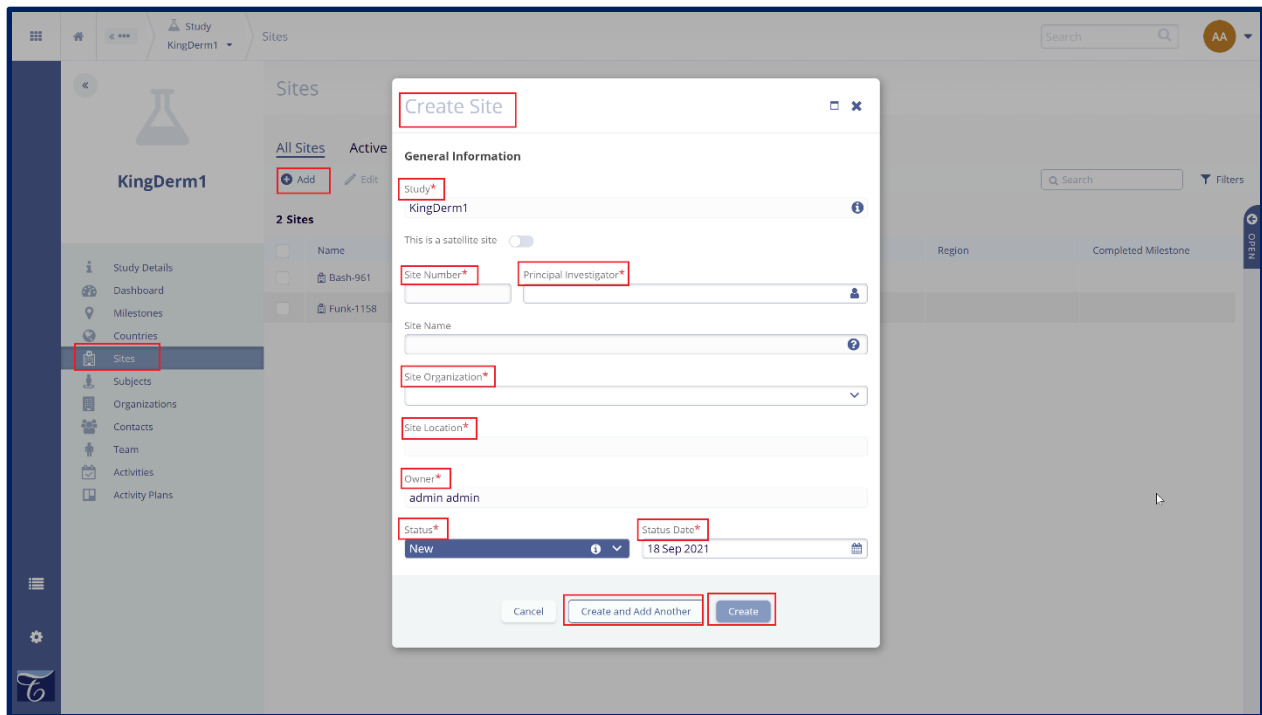 Study
KingDerm1
Sites
Search
AA
Sites
KingDerm1
All Sites Active
Add Edit
Search
Filters
2 Sites
OPEN
Name Region Completed Milestone
Bash-961
Funk-1158
Study Details
Dashboard
Milestones
Countries
Sites
Subjects
Organizations
Contacts
Team
Activities
Activity Plans
Create Site
General Information
Study*
KingDerm1
This is a satellite site
Site Number* Principal Investigator*
Site Name
Site Organization*
Site Location*
Owner*
admin admin
Status* Status Date*
New 18 Sep 2021
Cancel Create and Add Another Create